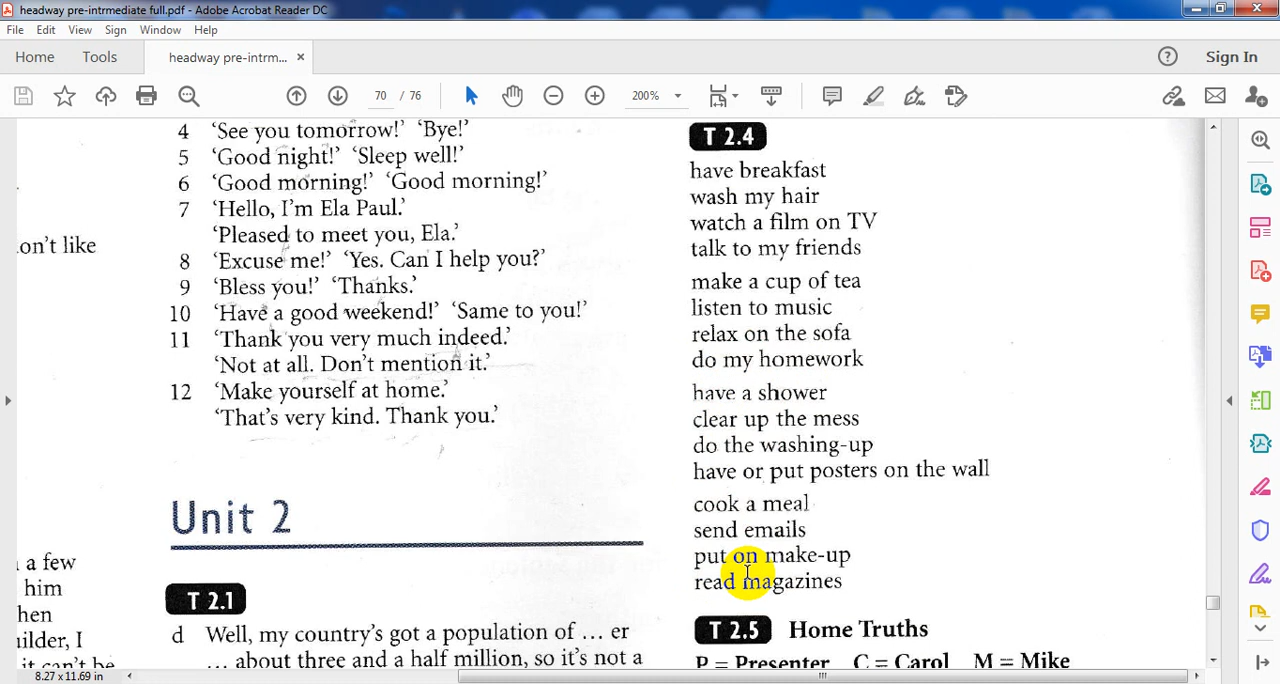 headway pre-intrmediate full.pdf - Adobe Acrobat Reader DC
File Edit View Sign Window Help
Home Tools headway pre-intrm... × ? Sign In
70 / 76 200%
on't like
a few
him
hen
uilder, I
it can't be
4 'See you tomorrow!' 'Bye!'
5 'Good night!' 'Sleep well!'
6 'Good morning!' 'Good morning!'
7 'Hello, I'm Ela Paul.'
'Pleased to meet you, Ela.'
8 'Excuse me!' 'Yes. Can I help you?'
9 'Bless you!' 'Thanks.'
10 'Have a good weekend!' 'Same to you!'
11 'Thank you very much indeed.'
'Not at all. Don't mention it.'
12 'Make yourself at home.'
'That's very kind. Thank you.'
Unit 2
T 2.1
d Well, my country's got a population of … er
… about three and a half million, so it's not a
T 2.4
have breakfast
wash my hair
watch a film on TV
talk to my friends
make a cup of tea
listen to music
relax on the sofa
do my homework
have a shower
clear up the mess
do the washing-up
have or put posters on the wall
cook a meal
send emails
put on make-up
read magazines
T 2.5 Home Truths
P = Presenter C = Carol M = Mike
8.27 x 11.69 in